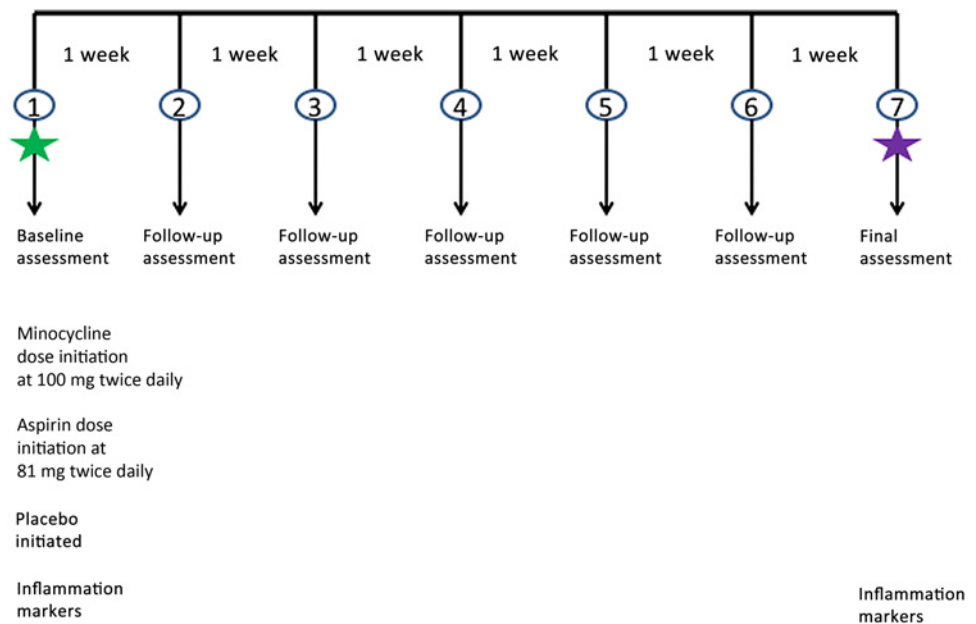 1 week 1 week 1 week 1 week 1 week 1 week
1 2 3 4 5 6 7
Baseline
assessment
Follow-up
assessment
Follow-up
assessment
Follow-up
assessment
Follow-up
assessment
Follow-up
assessment
Final
assessment
Minocycline
dose initiation
at 100 mg twice daily
Aspirin dose
initiation at
81 mg twice daily
Placebo
initiated
Inflammation
markers
Inflammation
markers